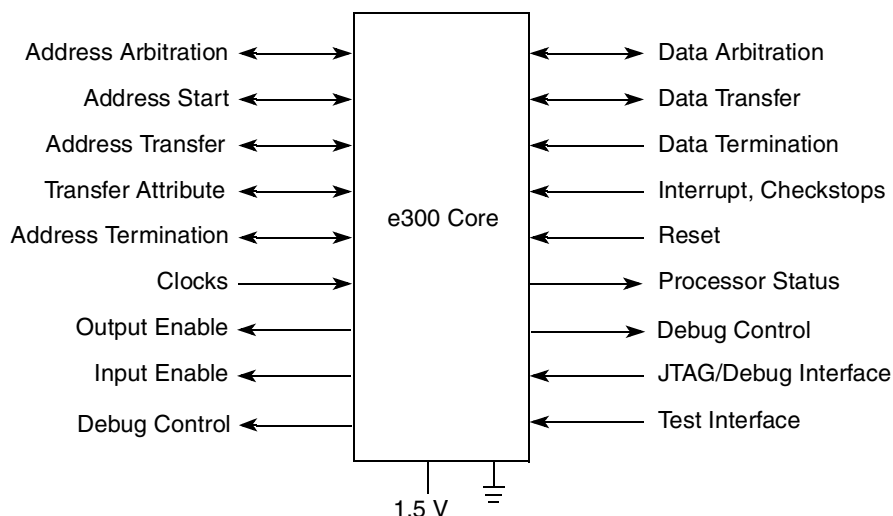 Address Arbitration
Address Start
Address Transfer
Transfer Attribute
Address Termination
Clocks
Output Enable
Input Enable
Debug Control
e300 Core
Data Arbitration
Data Transfer
Data Termination
Interrupt, Checkstops
Reset
Processor Status
Debug Control
JTAG/Debug Interface
Test Interface
1.5 V